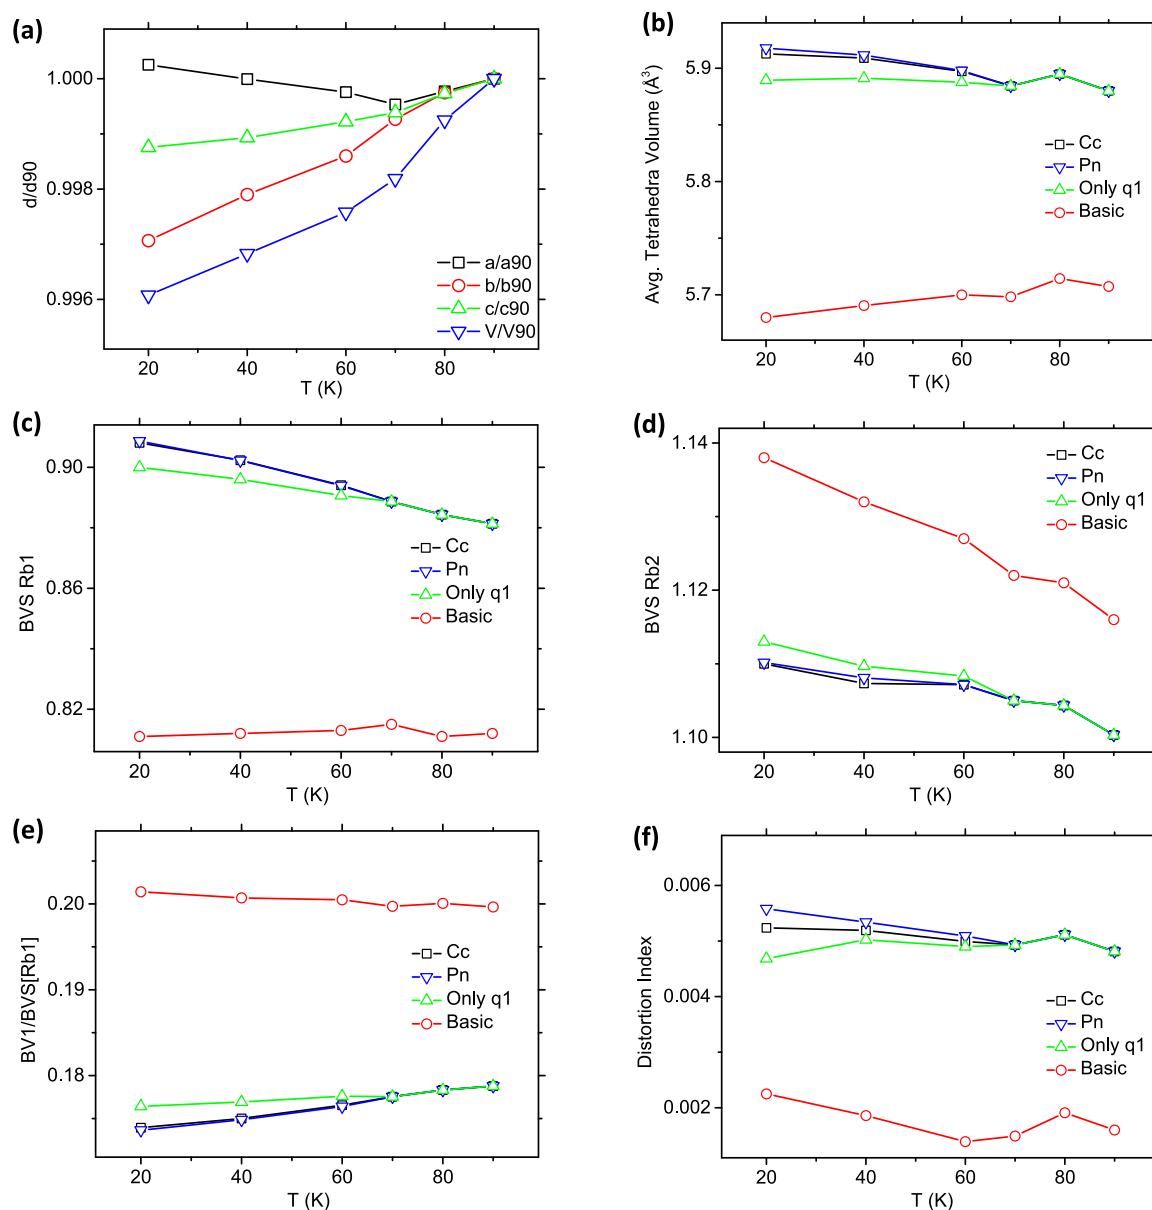 (a)
1.000
0.998
0.996
d/d90
a/a90
b/b90
c/c90
V/V90
20 40 60 80
T (K)
(b)
5.9
5.8
5.7
Avg. Tetrahedra Volume (Å³)
Cc
Pn
Only q1
Basic
20 40 60 80
T (K)
(c)
0.90
0.86
0.82
BVS Rb1
Cc
Pn
Only q1
Basic
20 40 60 80
T (K)
(d)
1.14
1.12
1.10
BVS Rb2
Cc
Pn
Only q1
Basic
20 40 60 80
T (K)
(e)
0.20
0.19
0.18
BV1/BVS[Rb1]
Cc
Pn
Only q1
Basic
20 40 60 80
T (K)
(f)
0.006
0.004
0.002
Distortion Index
Cc
Pn
Only q1
Basic
20 40 60 80
T (K)